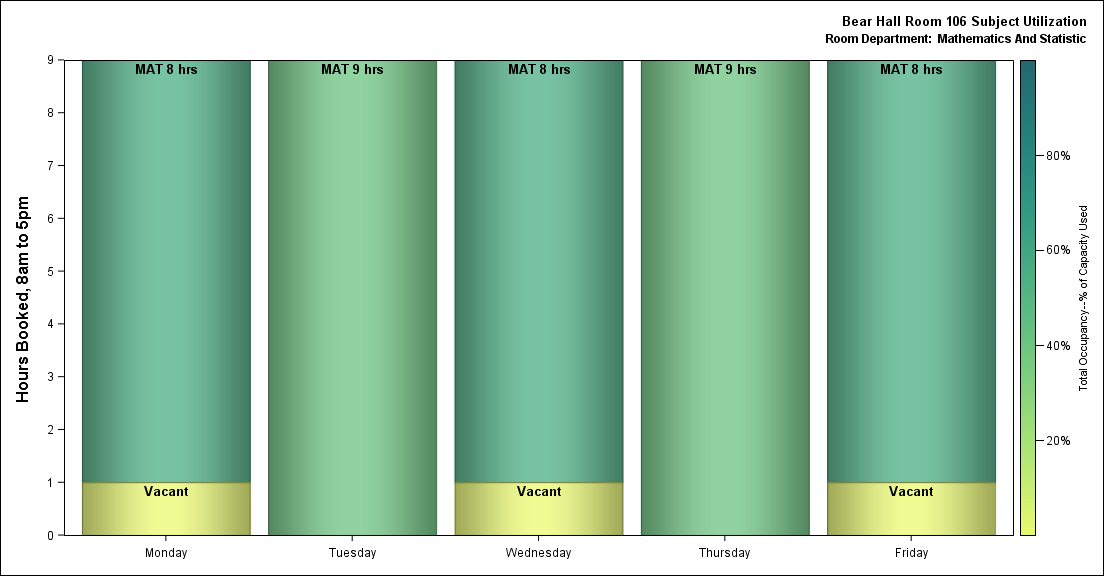 Bear Hall Room 106 Subject Utilization
Room Department: Mathematics And Statistic
Hours Booked, 8am to 5pm
9
8
7
6
5
4
3
2
1
0
MAT 8 hrs
MAT 9 hrs
MAT 8 hrs
MAT 9 hrs
MAT 8 hrs
Vacant
Vacant
Vacant
Monday
Tuesday
Wednesday
Thursday
Friday
80%
60%
40%
20%
Total Occupancy--% of Capacity Used